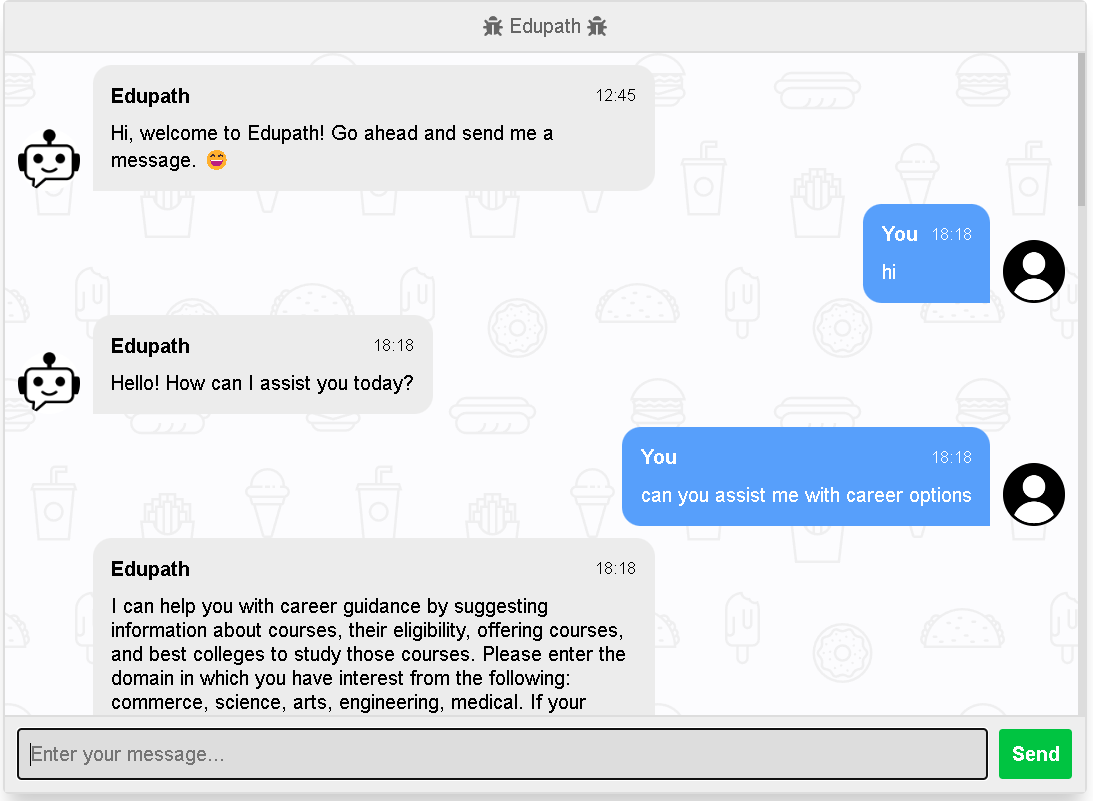 Edupath
Edupath 12:45
Hi, welcome to Edupath! Go ahead and send me a
message. 😄
You 18:18
hi
Edupath 18:18
Hello! How can I assist you today?
You 18:18
can you assist me with career options
Edupath 18:18
I can help you with career guidance by suggesting
information about courses, their eligibility, offering courses,
and best colleges to study those courses. Please enter the
domain in which you have interest from the following:
commerce, science, arts, engineering, medical. If your
Enter your message...
Send